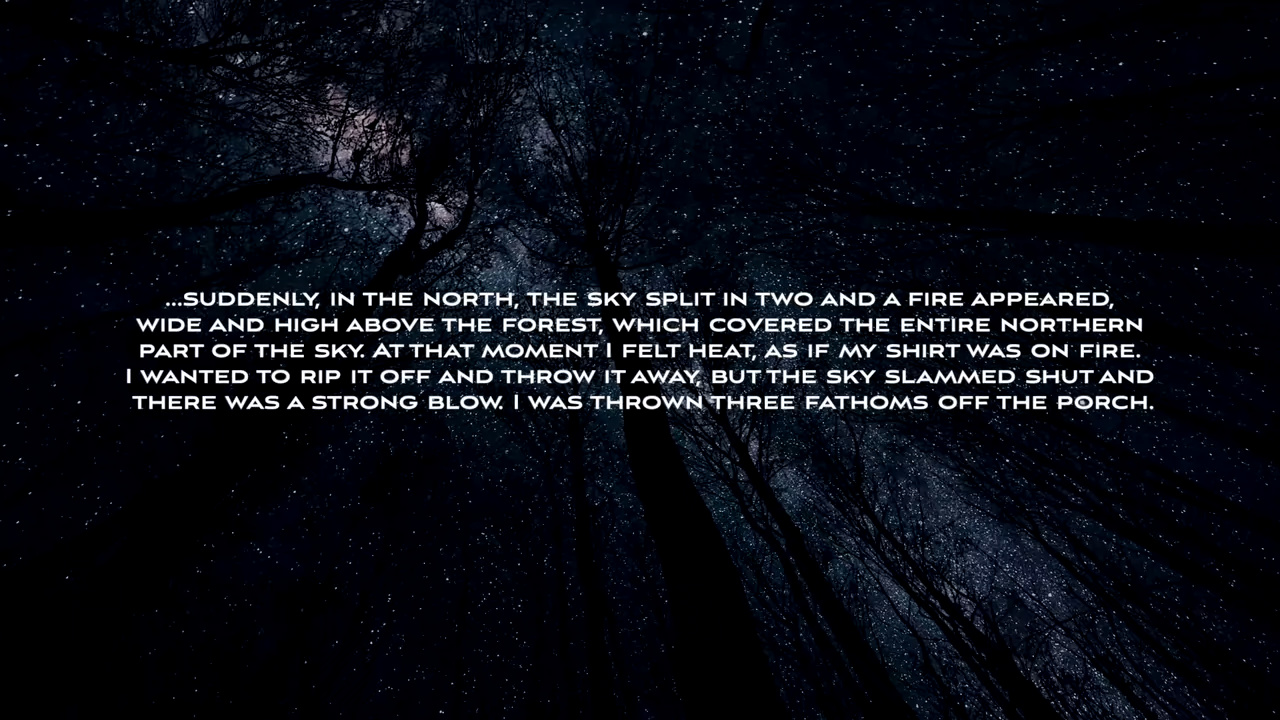 ...SUDDENLY, IN THE NORTH, THE SKY SPLIT IN TWO AND A FIRE APPEARED,
WIDE AND HIGH ABOVE THE FOREST, WHICH COVERED THE ENTIRE NORTHERN
PART OF THE SKY. AT THAT MOMENT I FELT HEAT, AS IF MY SHIRT WAS ON FIRE.
I WANTED TO RIP IT OFF AND THROW IT AWAY, BUT THE SKY SLAMMED SHUT AND
THERE WAS A STRONG BLOW. I WAS THROWN THREE FATHOMS OFF THE PORCH.